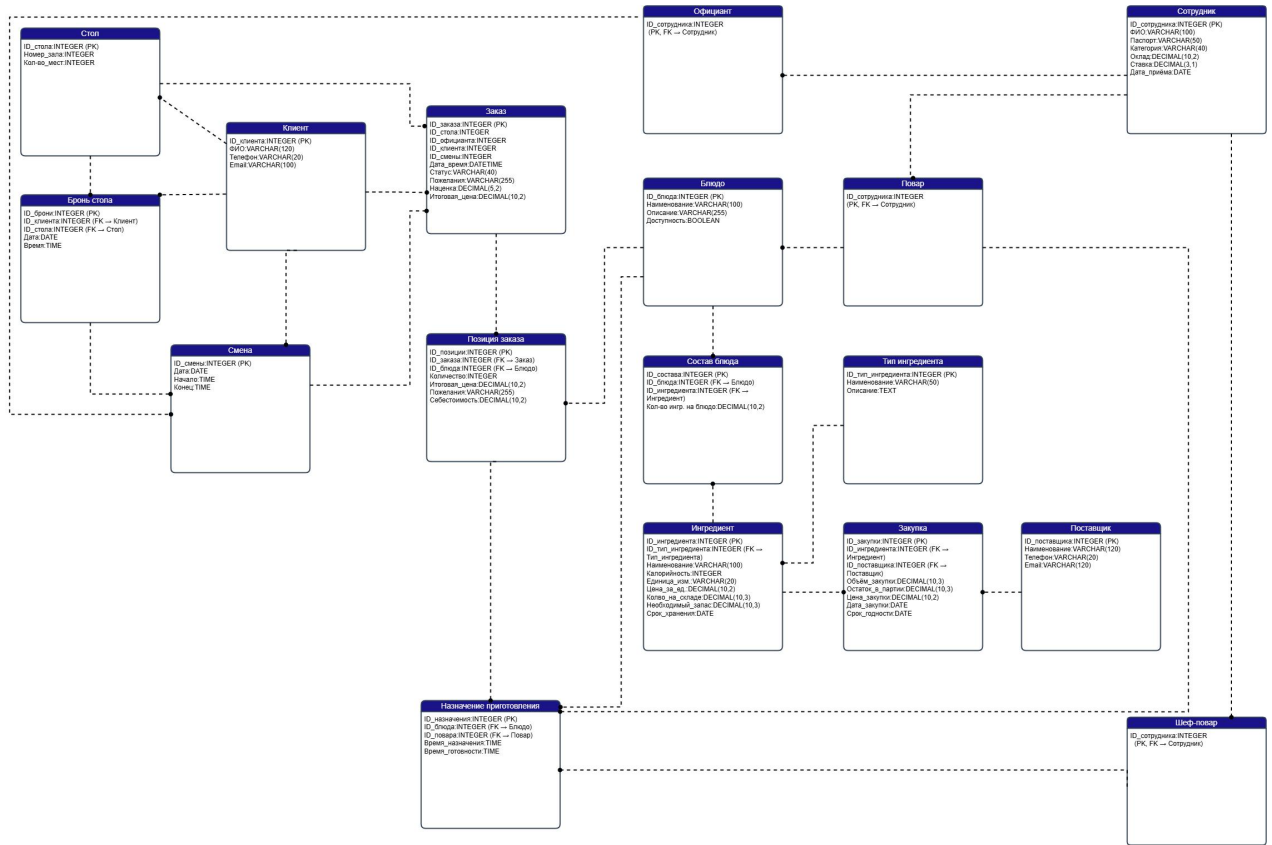 Стол
ID_стола:INTEGER (PK)
Номер_зала:INTEGER
Кол-во_мест:INTEGER
Клиент
ID_клиента:INTEGER (PK)
ФИО:VARCHAR(120)
Телефон:VARCHAR(20)
Email:VARCHAR(100)
Бронь стола
ID_брони:INTEGER (PK)
ID_клиента:INTEGER (FK → Клиент)
ID_стола:INTEGER (FK → Стол)
Дата:DATE
Время:TIME
Смена
ID_смены:INTEGER (PK)
Дата:DATE
Начало:TIME
Конец:TIME
Заказ
ID_заказа:INTEGER (PK)
ID_стола:INTEGER
ID_официанта:INTEGER
ID_клиента:INTEGER
ID_смены:INTEGER
Дата_время:DATETIME
Статус:VARCHAR(40)
Пожелания:VARCHAR(255)
Наценка:DECIMAL(5,2)
Итоговая_цена:DECIMAL(10,2)
Позиция заказа
ID_позиции:INTEGER (PK)
ID_заказа:INTEGER (FK → Заказ)
ID_блюда:INTEGER (FK → Блюдо)
Количество:INTEGER
Итоговая_цена:DECIMAL(10,2)
Пожелания:VARCHAR(255)
Себестоимость:DECIMAL(10,2)
Официант
ID_сотрудника:INTEGER
(PK, FK → Сотрудник)
Сотрудник
ID_сотрудника:INTEGER (PK)
ФИО:VARCHAR(100)
Паспорт:VARCHAR(50)
Категория:VARCHAR(40)
Оклад:DECIMAL(10,2)
Ставка:DECIMAL(3,1)
Дата_приёма:DATE
Блюдо
ID_блюда:INTEGER (PK)
Наименование:VARCHAR(100)
Описание:VARCHAR(255)
Доступность:BOOLEAN
Повар
ID_сотрудника:INTEGER
(PK, FK → Сотрудник)
Состав блюда
ID_состава:INTEGER (PK)
ID_блюда:INTEGER (FK → Блюдо)
ID_ингредиента:INTEGER (FK →
Ингредиент)
Кол-во ингр. на блюдо:DECIMAL(10,2)
Тип ингредиента
ID_тип_ингредиента:INTEGER (PK)
Наименование:VARCHAR(50)
Описание:TEXT
Ингредиент
ID_ингредиента:INTEGER (PK)
ID_тип_ингредиента:INTEGER (FK →
Тип_ингредиента)
Наименование:VARCHAR(100)
Калорийность:INTEGER
Единица_изм.:VARCHAR(20)
Цена_за_ед.:DECIMAL(10,2)
Колво_на_складе:DECIMAL(10,3)
Необходимый_запас:DECIMAL(10,3)
Срок_хранения:DATE
Закупка
ID_закупки:INTEGER (PK)
ID_ингредиента:INTEGER (FK →
Ингредиент)
ID_поставщика:INTEGER (FK →
Поставщик)
Объём_закупки:DECIMAL(10,3)
Остаток_в_партии:DECIMAL(10,3)
Цена_закупки:DECIMAL(10,2)
Дата_закупки:DATE
Срок_годности:DATE
Поставщик
ID_поставщика:INTEGER (PK)
Наименование:VARCHAR(120)
Телефон:VARCHAR(20)
Email:VARCHAR(120)
Назначение приготовления
ID_назначения:INTEGER (PK)
ID_блюда:INTEGER (FK → Блюдо)
ID_повара:INTEGER (FK → Повар)
Время_назначения:TIME
Время_готовности:TIME
Шеф-повар
ID_сотрудника:INTEGER
(PK, FK → Сотрудник)